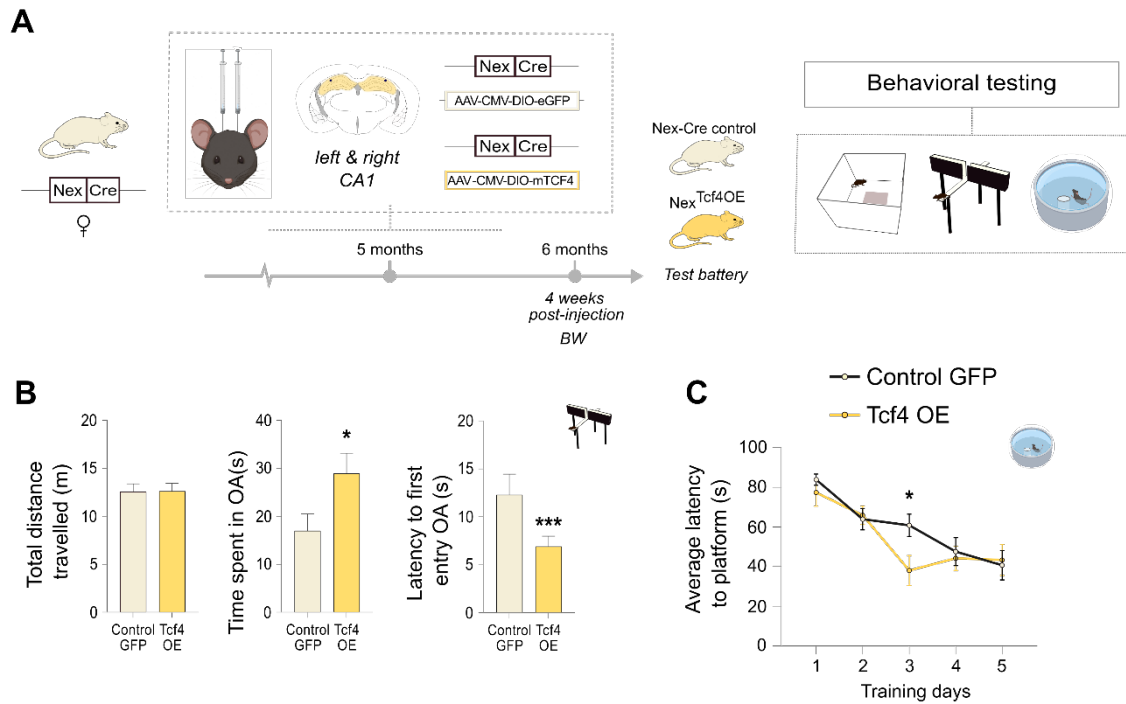 A
Nex Cre
♀
left & right
CA1
Nex Cre
AAV-CMV-DIO-eGFP
Nex Cre
AAV-CMV-DIO-mTCF4
5 months
6 months
4 weeks
post-injection
BW
Nex-Cre control
NexTcf4OE
Test battery
Behavioral testing
B
Total distance
travelled (m)
20
15
10
5
0
Control
GFP
Tcf4
OE
Time spent in OA(s)
40
30
20
10
0
*
Control
GFP
Tcf4
OE
Latency to first
entry OA (s)
20
15
10
5
0
***
Control
GFP
Tcf4
OE
C
Control GFP
Tcf4 OE
Average latency
to platform (s)
100
80
60
40
20
0
*
1 2 3 4 5
Training days